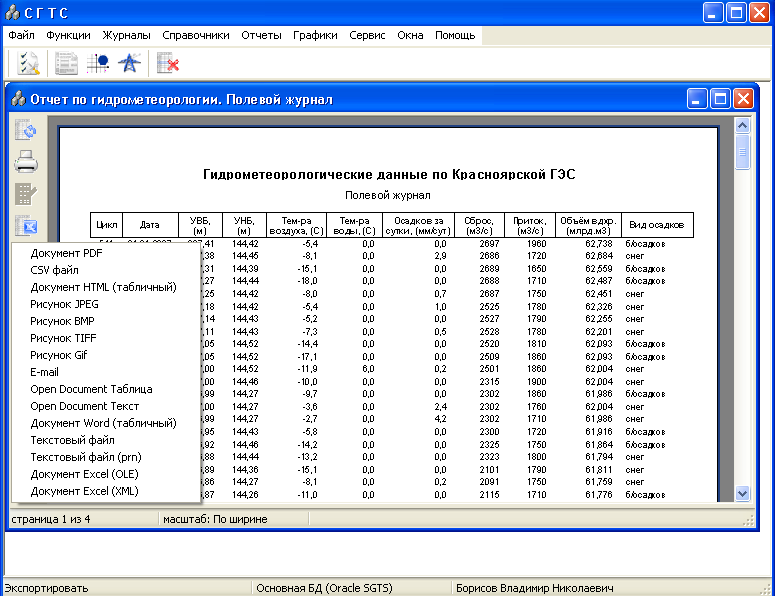 С Г Т С
Файл Функции Журналы Справочники Отчеты Графики Сервис Окна Помощь
Отчет по гидрометеорологии. Полевой журнал
Гидрометеорологические данные по Красноярской ГЭС
Полевой журнал
Цикл Дата УВБ, (м) УНБ, (м) Тем-ра воздуха, (С) Тем-ра воды, (С) Осадков за сутки, (мм/сут) Сброс, (м3/с) Приток, (м3/с) Объём вдхр. (млрд.м3) Вид осадков
,41 144,42 -5,4 0,0 0,0 2697 1960 62,738 б/осадков
,38 144,45 -8,1 0,0 2,9 2686 1720 62,684 снег
,31 144,39 -15,1 0,0 0,0 2689 1650 62,559 б/осадков
,27 144,44 -18,0 0,0 0,0 2688 1710 62,487 б/осадков
,25 144,42 -8,0 0,0 0,7 2687 1750 62,451 снег
,18 144,42 -5,4 0,0 1,0 2525 1780 62,326 снег
,14 144,43 -5,2 0,0 0,0 2527 1790 62,255 снег
,11 144,43 -7,3 0,0 0,5 2528 1780 62,201 снег
,05 144,52 -14,4 0,0 0,0 2520 1810 62,093 б/осадков
,05 144,52 -17,1 0,0 0,0 2509 1860 62,093 б/осадков
,00 144,52 -11,9 6,0 0,2 2501 1860 62,004 снег
,00 144,46 -10,0 0,0 0,0 2315 1900 62,004 снег
,99 144,27 -9,7 0,0 0,0 2302 1860 61,986 б/осадков
,00 144,27 -3,6 0,0 2,4 2302 1760 62,004 снег
,99 144,27 -2,7 0,0 4,2 2302 1710 61,986 снег
,95 144,43 -5,8 0,0 0,0 2300 1720 61,916 б/осадков
,92 144,46 -14,2 0,0 0,0 2325 1750 61,864 б/осадков
,88 144,44 -13,2 0,0 0,0 2323 1800 61,794 снег
,89 144,36 -15,1 0,0 0,0 2101 1790 61,811 снег
,86 144,27 -8,1 0,0 0,2 2091 1750 61,759 снег
,87 144,26 -11,0 0,0 0,0 2115 1710 61,776 б/осадков
Документ PDF
CSV файл
Документ HTML (табличный)
Рисунок JPEG
Рисунок BMP
Рисунок TIFF
Рисунок Gif
E-mail
Open Document Таблица
Open Document Текст
Документ Word (табличный)
Текстовый файл
Текстовый файл (prn)
Документ Excel (OLE)
Документ Excel (XML)
страница 1 из 4 масштаб: По ширине
Экспортировать Основная БД (Oracle SGTS) Борисов Владимир Николаевич